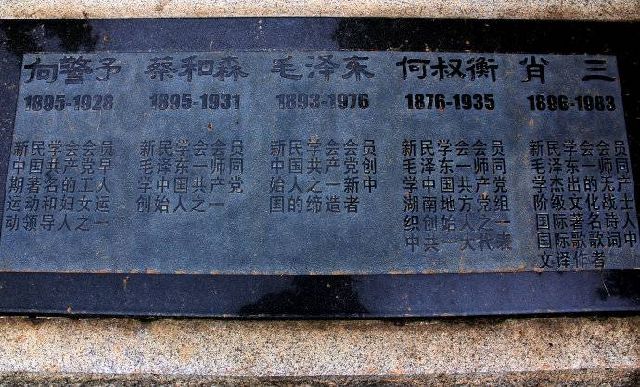 向警予
1895-1928
新民学会会员
中国共产党早
期著名的工人
运动和妇女运
动领导人之一
蔡和森
1895-1931
新民学会会员
毛泽东一师同
学中国共产党
创始人之一
毛泽东
1893-1976
新民学会会员
中国共产党创
始人之一新中
国的缔造者
何叔衡
1876-1935
新民学会会员
毛泽东一师同
学中国共产党
湖南地方党组
织创始人之一
中共一大代表
肖三
1896-1983
新民学会会员
毛泽东一师同
学杰出的无产
阶级文化战士
国际著名诗人
国际歌歌词中
文译作者